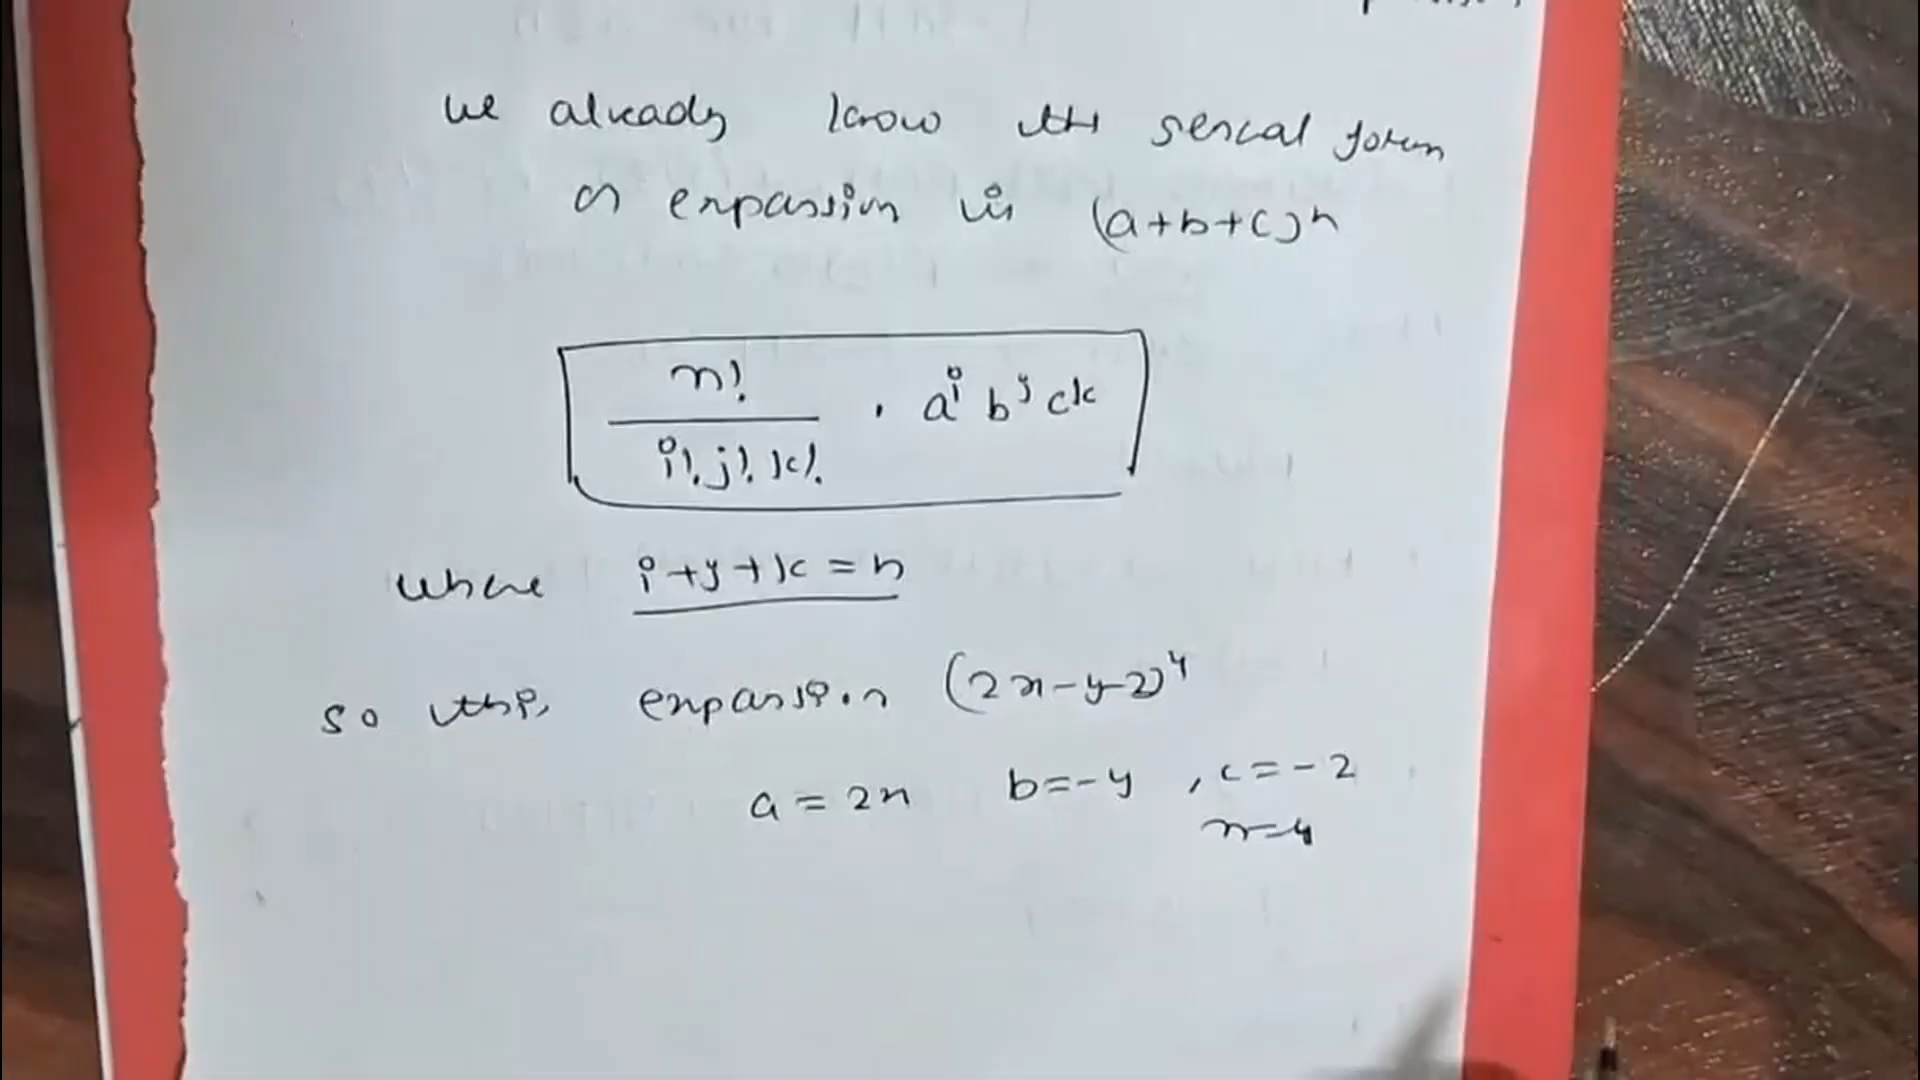 we already know the general form
of expansion is (a+b+c)^n
n!
i! j! k! . a^i b^j c^k
where i+y+k=n
so the expansion (2x-y-z)^4
a=2x b=-y , c=-z
n=4